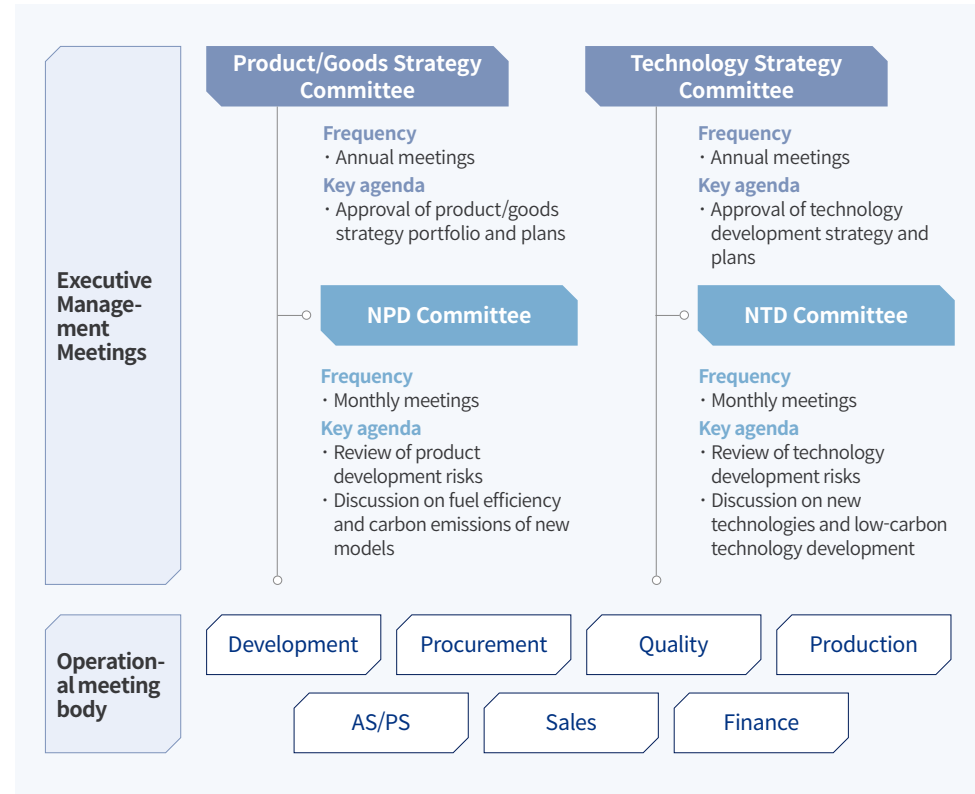 Executive
Manage-
ment
Meetings
Product/Goods Strategy
Committee
Frequency
· Annual meetings
Key agenda
· Approval of product/goods
strategy portfolio and plans
NPD Committee
Frequency
· Monthly meetings
Key agenda
· Review of product
development risks
· Discussion on fuel efficiency
and carbon emissions of new
models
Technology Strategy
Committee
Frequency
· Annual meetings
Key agenda
· Approval of technology
development strategy and
plans
NTD Committee
Frequency
· Monthly meetings
Key agenda
· Review of technology
development risks
· Discussion on new
technologies and low-carbon
technology development
Operation-
al meeting
body
Development
Procurement
Quality
Production
AS/PS
Sales
Finance